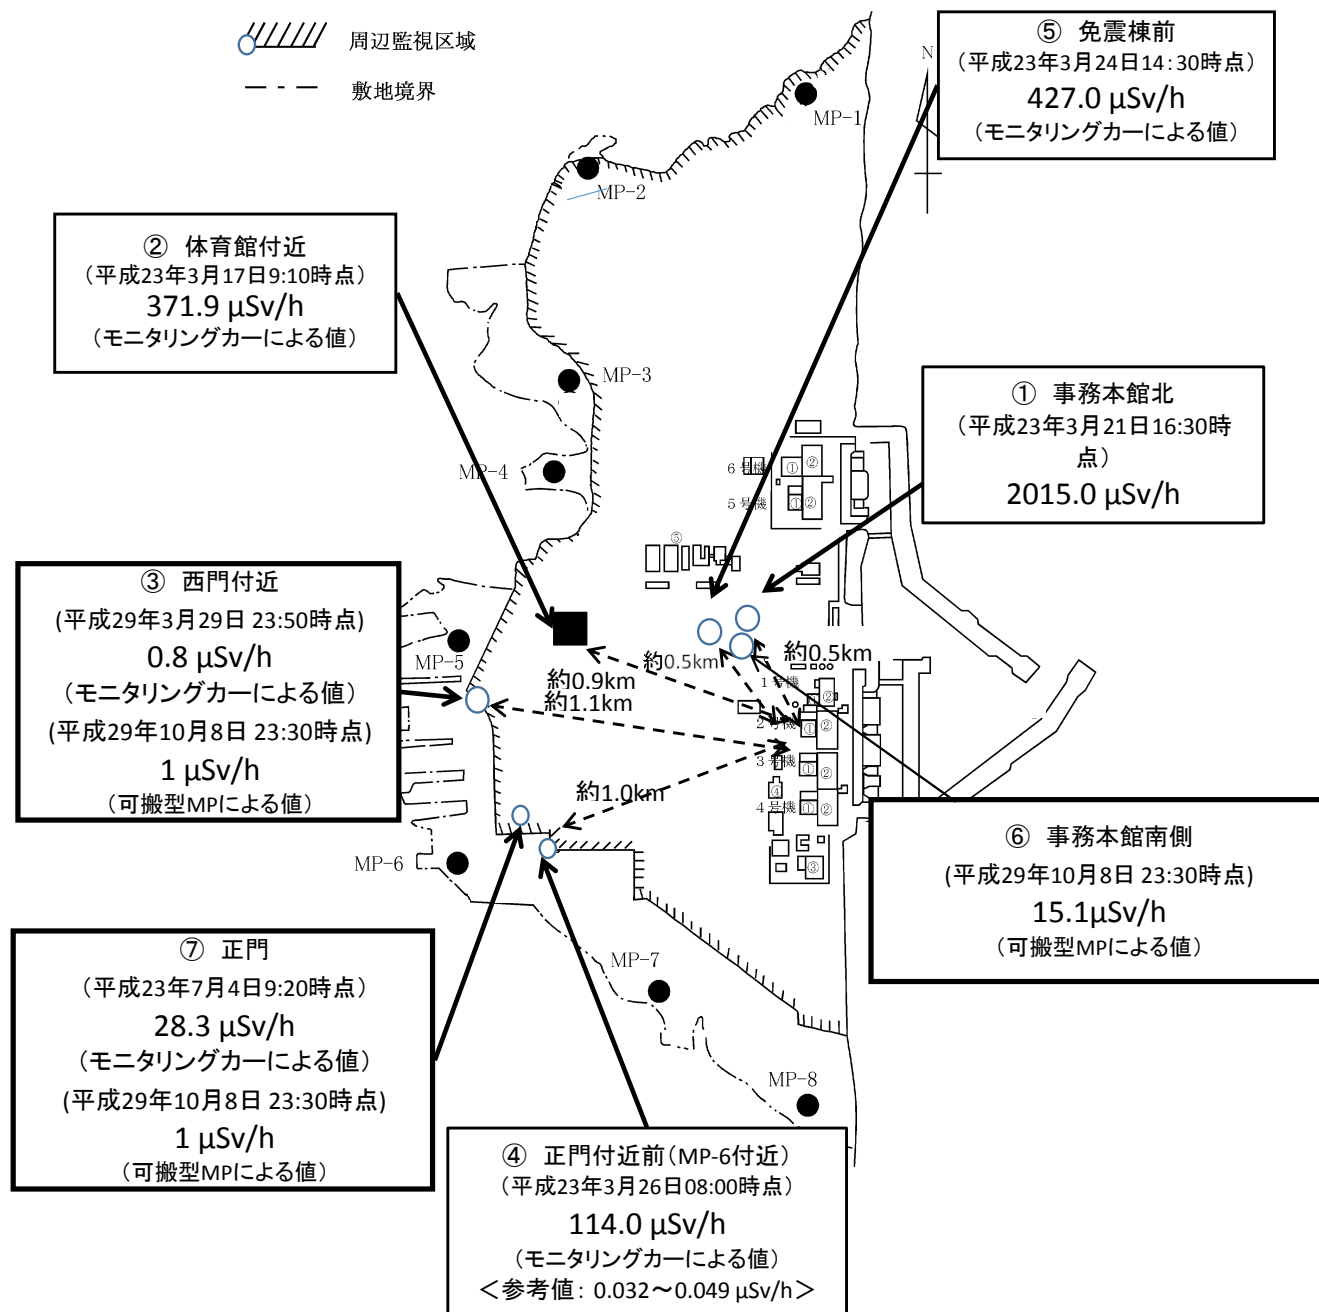 周辺監視区域
敷地境界
⑤ 免震棟前
（平成23年3月24日14：30時点）
427.0 μSv/h
（モニタリングカーによる値）
N
MP-1
MP-2
② 体育館付近
（平成23年3月17日9:10時点）
371.9 μSv/h
（モニタリングカーによる値）
MP-3
① 事務本館北
（平成23年3月21日16:30時
点）
2015.0 μSv/h
MP-4
６号機
① ②
５号機
① ②
⑤
③ 西門付近
(平成29年3月29日 23:50時点)
0.8 μSv/h
（モニタリングカーによる値）
(平成29年10月8日 23:30時点)
1 μSv/h
（可搬型MPによる値）
MP-5
約0.5km
約0.5km
約0.9km
約1.1km
１号機
②
２号機
① ②
３号機
① ②
約1.0km
④
４号機
① ②
③
MP-6
⑥ 事務本館南側
(平成29年10月8日 23:30時点)
15.1μSv/h
（可搬型MPによる値）
⑦ 正門
（平成23年7月4日9:20時点）
28.3 μSv/h
（モニタリングカーによる値）
(平成29年10月8日 23:30時点)
1 μSv/h
（可搬型MPによる値）
MP-7
MP-8
④ 正門付近前（MP-6付近）
（平成23年3月26日08:00時点）
114.0 μSv/h
（モニタリングカーによる値）
＜参考値： 0.032～0.049 μSv/h＞